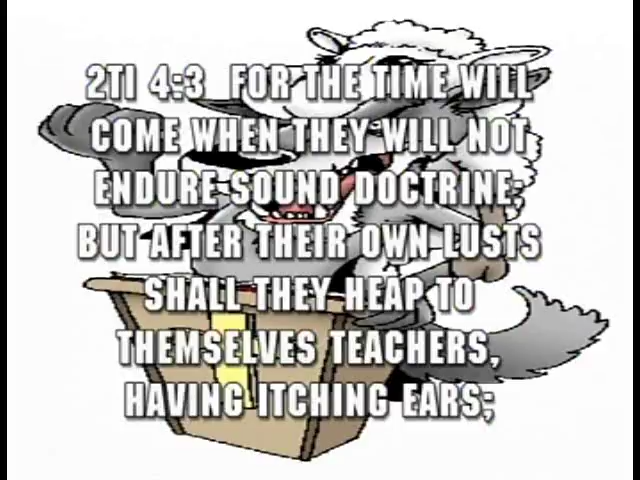 2TI 4:3 FOR THE TIME WILL
COME WHEN THEY WILL NOT
ENDURE SOUND DOCTRINE;
BUT AFTER THEIR OWN LUSTS
SHALL THEY HEAP TO
THEMSELVES TEACHERS,
HAVING ITCHING EARS;